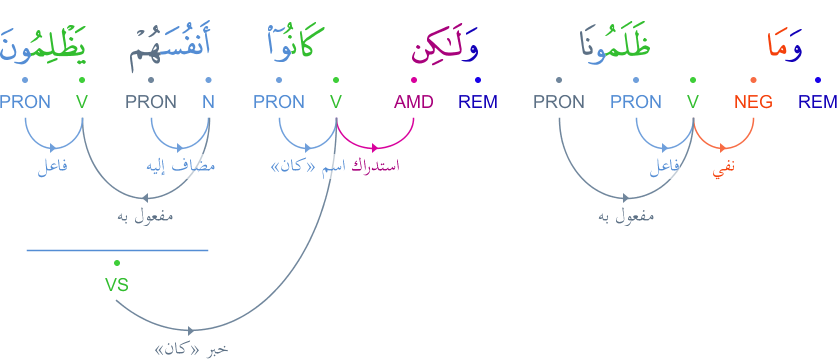 وَمَا ظَلَمُونَا وَلَـٰكِن كَانُوٓا۟ أَنفُسَهُمْ يَظْلِمُونَ
REM NEG V PRON PRON REM AMD V PRON N PRON V PRON
نفي فاعل استدراك اسم «كان» مضاف إليه فاعل
مفعول به مفعول به
VS
خبر «كان»